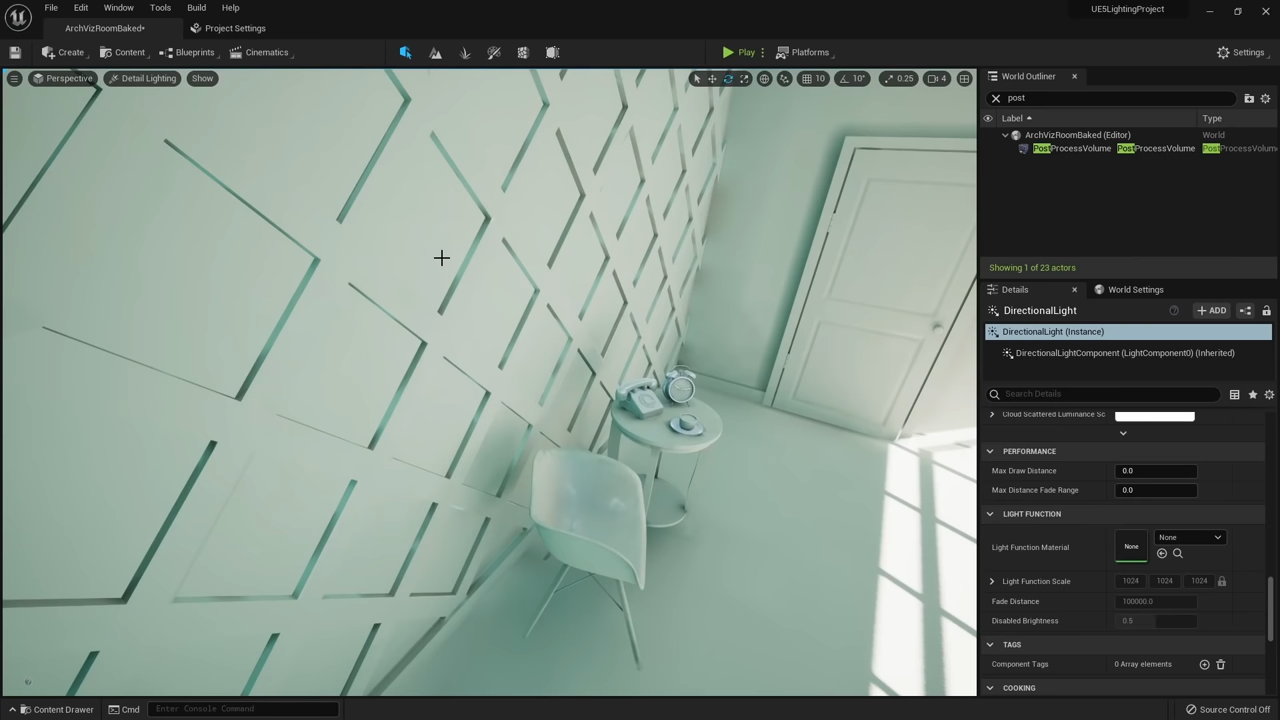 File Edit Window Tools Build Help
UE5LightingProject
ArchVizRoomBaked* Project Settings
Create Content Blueprints Cinematics Play Platforms Settings
Perspective Detail Lighting Show 10 10° 0.25 4
World Outliner
post
Label Type
ArchVizRoomBaked (Editor) World
PostProcessVolume PostProcessVolume PostProcessVolum
Showing 1 of 23 actors
Details World Settings
DirectionalLight + ADD
DirectionalLight (Instance)
DirectionalLightComponent (LightComponent0) (Inherited)
Search Details
Cloud Scattered Luminance Sc
PERFORMANCE
Max Draw Distance 0.0
Max Distance Fade Range 0.0
LIGHT FUNCTION
Light Function Material None None
Light Function Scale 1024 1024 1024
Fade Distance 100000.0
Disabled Brightness 0.5
TAGS
Component Tags 0 Array elements
COOKING
Content Drawer Cmd Enter Console Command Source Control Off